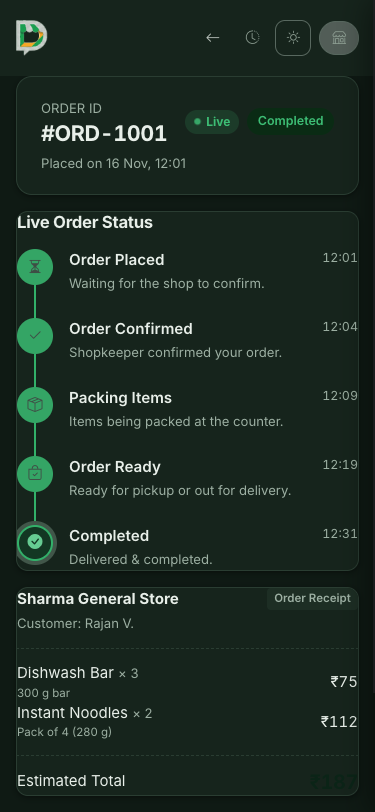 ORDER ID
#ORD-1001
Live
Completed
Placed on 16 Nov, 12:01
Live Order Status
Order Placed 12:01
Waiting for the shop to confirm.
Order Confirmed 12:04
Shopkeeper confirmed your order.
Packing Items 12:09
Items being packed at the counter.
Order Ready 12:19
Ready for pickup or out for delivery.
Completed 12:31
Delivered & completed.
Sharma General Store Order Receipt
Customer: Rajan V.
Dishwash Bar × 3 ₹75
300 g bar
Instant Noodles × 2 ₹112
Pack of 4 (280 g)
Estimated Total ₹187